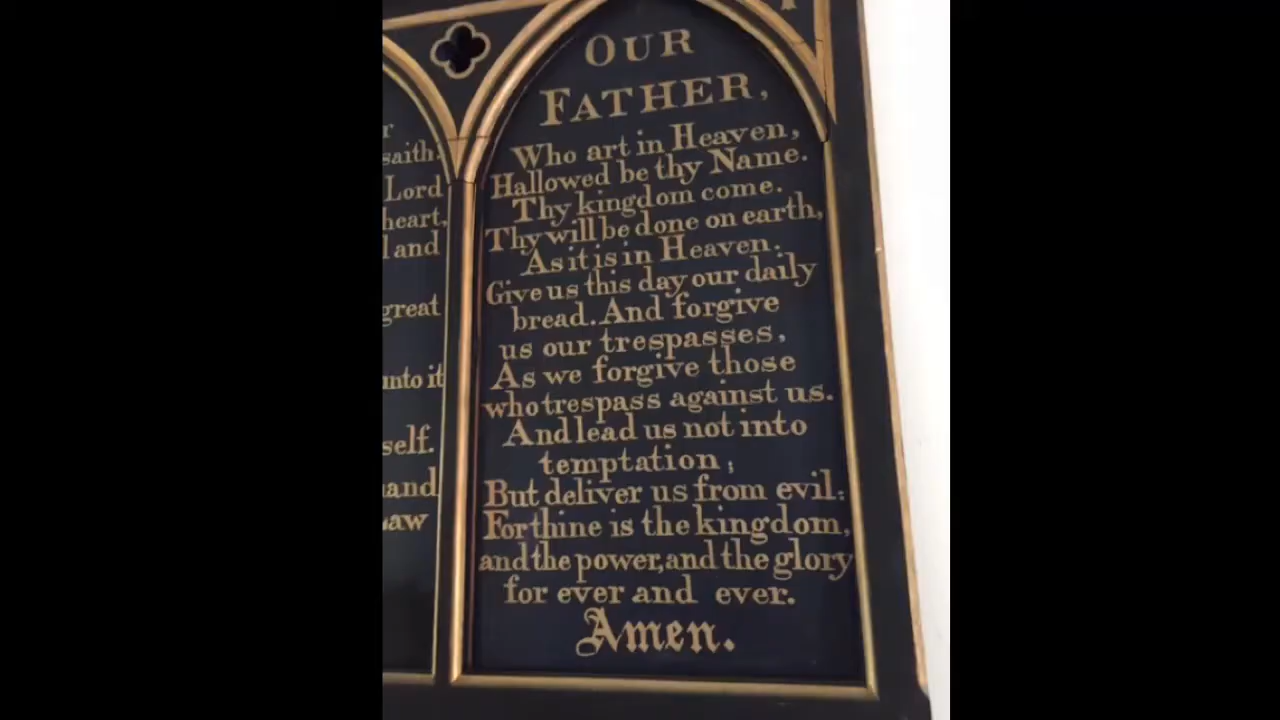 r
saith.
Lord
heart,
and
great
unto it
self.
and
Law
OUR
FATHER,
Who art in Heaven,
Hallowed be thy Name.
Thy kingdom come.
Thy will be done on earth,
As it is in Heaven.
Give us this day our daily
bread. And forgive
us our trespasses,
As we forgive those
who trespass against us.
And lead us not into
temptation;
But deliver us from evil:
For thine is the kingdom,
and the power, and the glory
for ever and ever.
Amen.